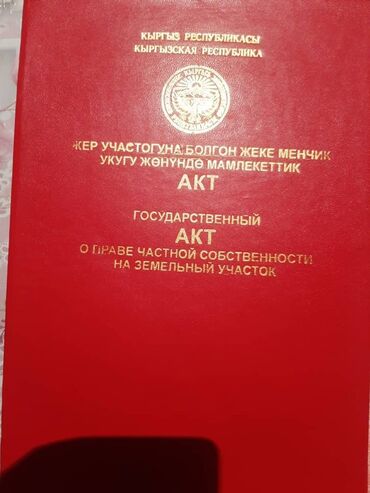 КЫРГЫЗ РЕСПУБЛИКАСЫ
КЫРГЫЗСКАЯ РЕСПУБЛИКА
ЖЕР УЧАСТОГУНА БОЛГОН ЖЕКЕ МЕНЧИК
УКУГУ ЖӨНҮНДӨ МАМЛЕКЕТТИК
АКТ
ГОСУДАРСТВЕННЫЙ
АКТ
О ПРАВЕ ЧАСТНОЙ СОБСТВЕННОСТИ
НА ЗЕМЕЛЬНЫЙ УЧАСТОК